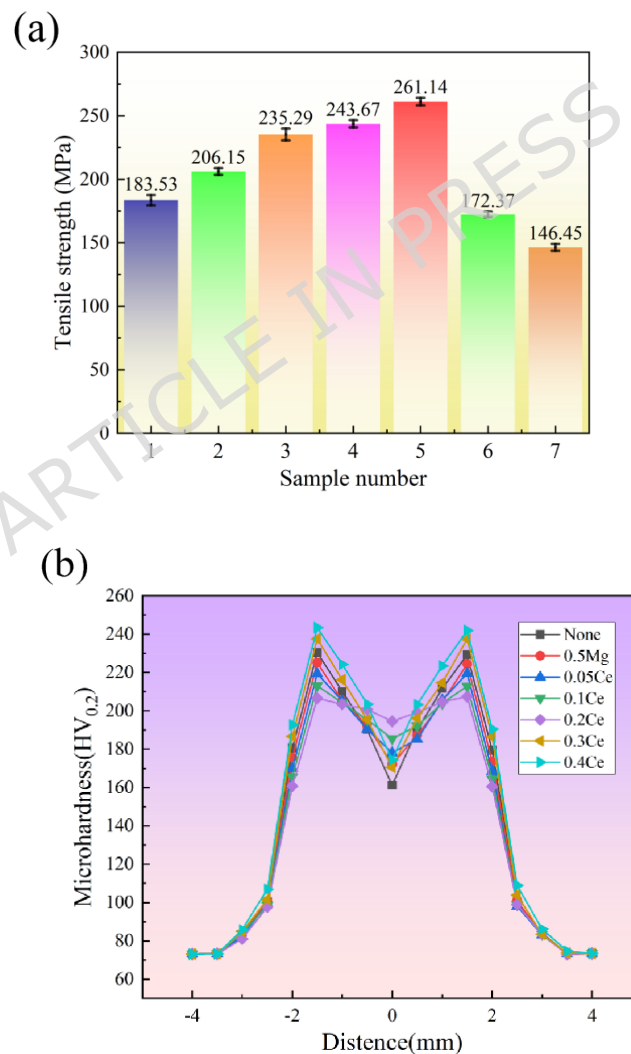 (a)
300
250
200
150
100
50
0
Tensile strength (MPa)
183.53
206.15
235.29
243.67
261.14
172.37
146.45
1 2 3 4 5 6 7
Sample number
ARTICLE IN PRESS
(b)
260
240
220
200
180
160
140
120
100
80
60
Microhardness(HV0.2)
None
0.5Mg
0.05Ce
0.1Ce
0.2Ce
0.3Ce
0.4Ce
-4 -2 0 2 4
Distence(mm)